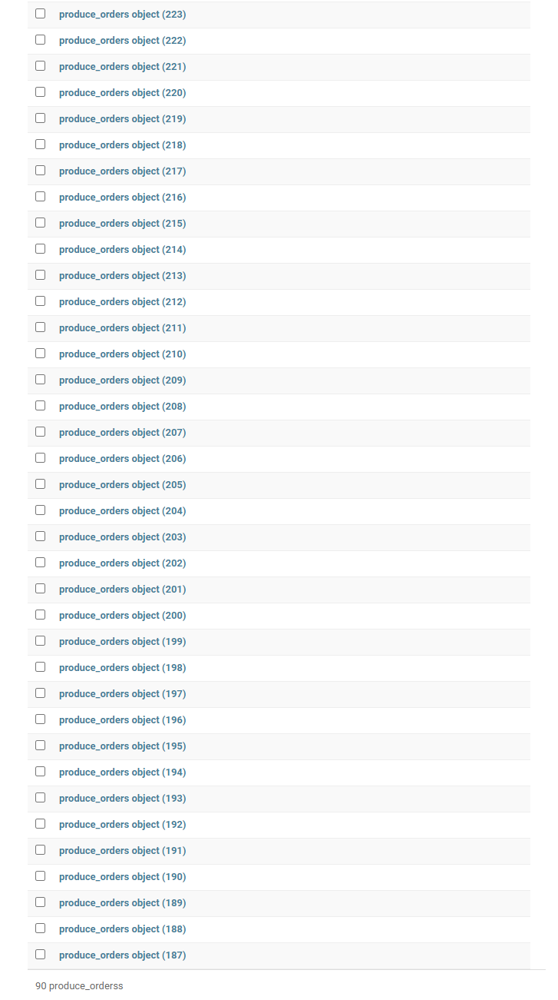 produce_orders object (223)
produce_orders object (222)
produce_orders object (221)
produce_orders object (220)
produce_orders object (219)
produce_orders object (218)
produce_orders object (217)
produce_orders object (216)
produce_orders object (215)
produce_orders object (214)
produce_orders object (213)
produce_orders object (212)
produce_orders object (211)
produce_orders object (210)
produce_orders object (209)
produce_orders object (208)
produce_orders object (207)
produce_orders object (206)
produce_orders object (205)
produce_orders object (204)
produce_orders object (203)
produce_orders object (202)
produce_orders object (201)
produce_orders object (200)
produce_orders object (199)
produce_orders object (198)
produce_orders object (197)
produce_orders object (196)
produce_orders object (195)
produce_orders object (194)
produce_orders object (193)
produce_orders object (192)
produce_orders object (191)
produce_orders object (190)
produce_orders object (189)
produce_orders object (188)
produce_orders object (187)
90 produce_orderss